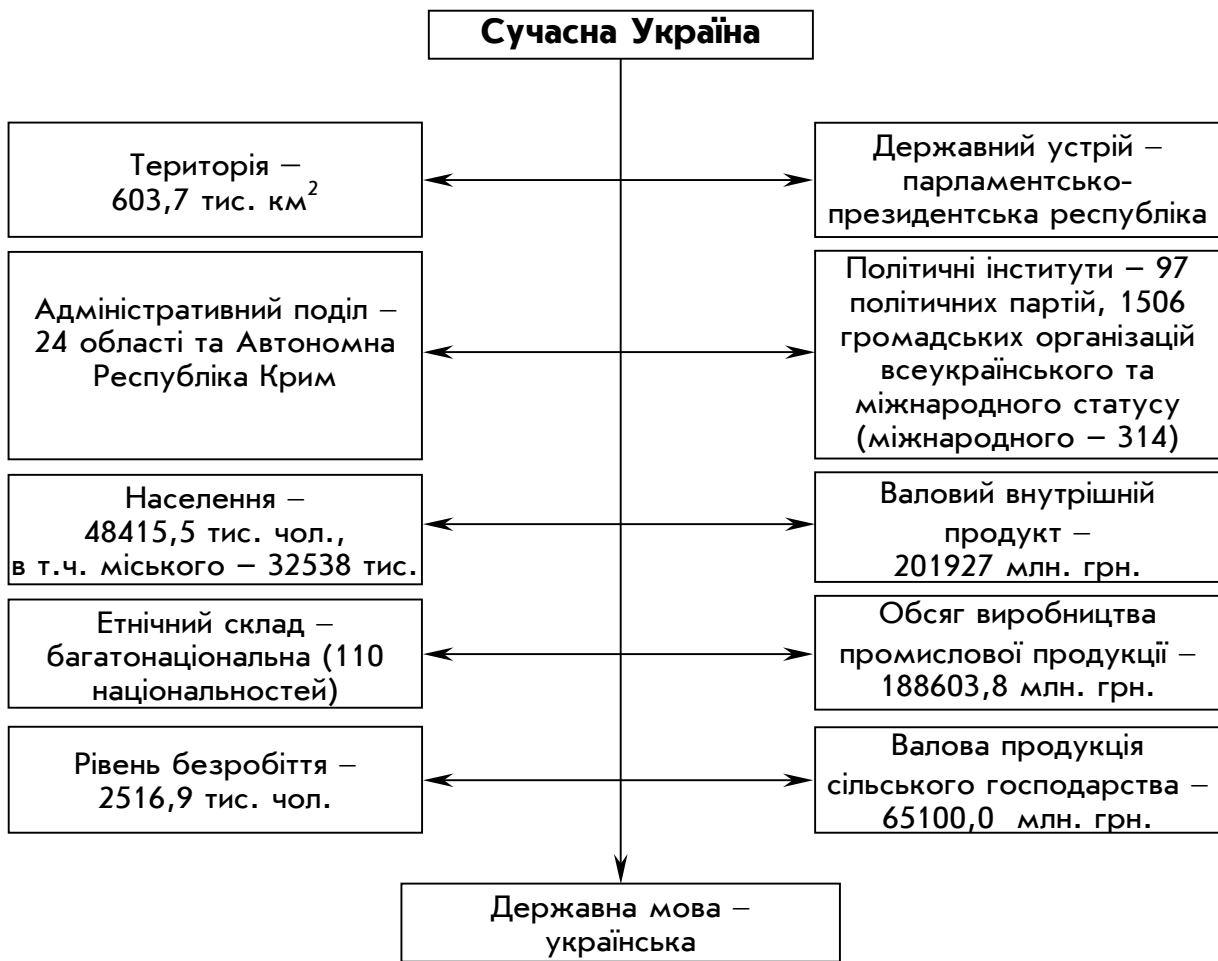 Сучасна Україна
Територія –
603,7 тис. км²
Державний устрій –
парламентсько-
президентська республіка
Адміністративний поділ –
24 області та Автономна
Республіка Крим
Політичні інститути – 97
політичних партій, 1506
громадських організацій
всеукраїнського та
міжнародного статусу
(міжнародного – 314)
Населення –
48415,5 тис. чол.,
в т.ч. міського – 32538 тис.
Валовий внутрішній
продукт –
201927 млн. грн.
Етнічний склад –
багатонаціональна (110
національностей)
Обсяг виробництва
промислової продукції –
188603,8 млн. грн.
Рівень безробіття –
2516,9 тис. чол.
Валова продукція
сільського господарства –
65100,0 млн. грн.
Державна мова –
українська